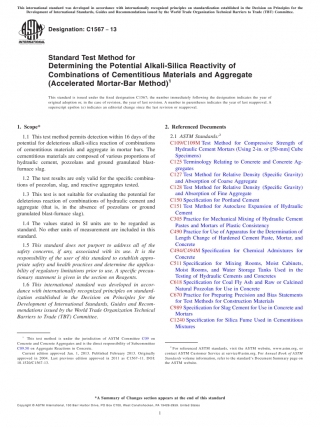 This international standard was developed in accordance with internationally recognized principles on standardization established in the Decision on Principles for the
Development of International Standards, Guides and Recommendations issued by the World Trade Organization Technical Barriers to Trade (TBT) Committee.
Designation: C1567 − 13
Standard Test Method for
Determining the Potential Alkali-Silica Reactivity of
Combinations of Cementitious Materials and Aggregate
(Accelerated Mortar-Bar Method)1
This standard is issued under the fixed designation C1567; the number immediately following the designation indicates the year of
original adoption or, in the case of revision, the year of last revision. A number in parentheses indicates the year of last reapproval. A
superscript epsilon (ε) indicates an editorial change since the last revision or reapproval.
1. Scope*
1.1 This test method permits detection within 16 days of the
potential for deleterious alkali-silica reaction of combinations
of cementitious materials and aggregate in mortar bars. The
cementitious materials are composed of various proportions of
hydraulic cement, pozzolans and ground granulated blast-
furnace slag.
1.2 The test results are only valid for the specific combina-
tions of pozzolan, slag, and reactive aggregates tested.
1.3 This test is not suitable for evaluating the potential for
deleterious reaction of combinations of hydraulic cement and
aggregate (that is, in the absence of pozzolans or ground
granulated blast-furnace slag).
1.4 The values stated in SI units are to be regarded as
standard. No other units of measurement are included in this
standard.
1.5 This standard does not purport to address all of the
safety concerns, if any, associated with its use. It is the
responsibility of the user of this standard to establish appro-
priate safety and health practices and determine the applica-
bility of regulatory limitations prior to use. A specific precau-
tionary statement is given in the section on Reagents.
1.6 This international standard was developed in accor-
dance with internationally recognized principles on standard-
ization established in the Decision on Principles for the
Development of International Standards, Guides and Recom-
mendations issued by the World Trade Organization Technical
Barriers to Trade (TBT) Committee.
1 This test method is under the jurisdiction of ASTM Committee C09 on
Concrete and Concrete Aggregates and is the direct responsibility of Subcommittee
Current edition approved Jan. 1, 2013. Published February 2013. Originally
approved in 2004. Last previous edition approved in 2011 as C1567–11. DOI:
10.1520/C1567-13.
2. Referenced Documents
2.1 ASTM Standards:2
C109/C109M Test Method for Compressive Strength of
Hydraulic Cement Mortars (Using 2-in. or [50-mm] Cube
Specimens)
C125 Terminology Relating to Concrete and Concrete Ag-
gregates
C127 Test Method for Relative Density (Specific Gravity)
and Absorption of Coarse Aggregate
C128 Test Method for Relative Density (Specific Gravity)
and Absorption of Fine Aggregate
C150 Specification for Portland Cement
C151 Test Method for Autoclave Expansion of Hydraulic
Cement
C305 Practice for Mechanical Mixing of Hydraulic Cement
Pastes and Mortars of Plastic Consistency
C490 Practice for Use of Apparatus for the Determination of
Length Change of Hardened Cement Paste, Mortar, and
Concrete
C494/C494M Specification for Chemical Admixtures for
Concrete
C511 Specification for Mixing Rooms, Moist Cabinets,
Moist Rooms, and Water Storage Tanks Used in the
Testing of Hydraulic Cements and Concretes
C618 Specification for Coal Fly Ash and Raw or Calcined
Natural Pozzolan for Use in Concrete
C670 Practice for Preparing Precision and Bias Statements
for Test Methods for Construction Materials
C989 Specification for Slag Cement for Use in Concrete and
Mortars
C1240 Specification for Silica Fume Used in Cementitious
Mixtures
2 For referenced ASTM standards, visit the ASTM website, www.astm.org, or
contact ASTM Customer Service at service@astm.org. For Annual Book of ASTM
Standards volume information, refer to the standard's Document Summary page on
the ASTM website.
*A Summary of Changes section appears at the end of this standard
Copyright © ASTM International, 100 Barr Harbor Drive, PO Box C700, West Conshohocken, PA 19428-2959. United States
1